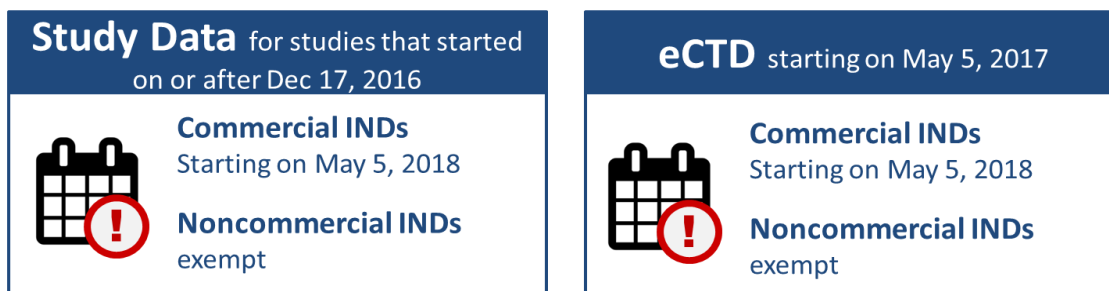 Study Data for studies that started
on or after Dec 17, 2016
Commercial INDs
Starting on May 5, 2018
Noncommercial INDs
exempt
eCTD starting on May 5, 2017
Commercial INDs
Starting on May 5, 2018
Noncommercial INDs
exempt